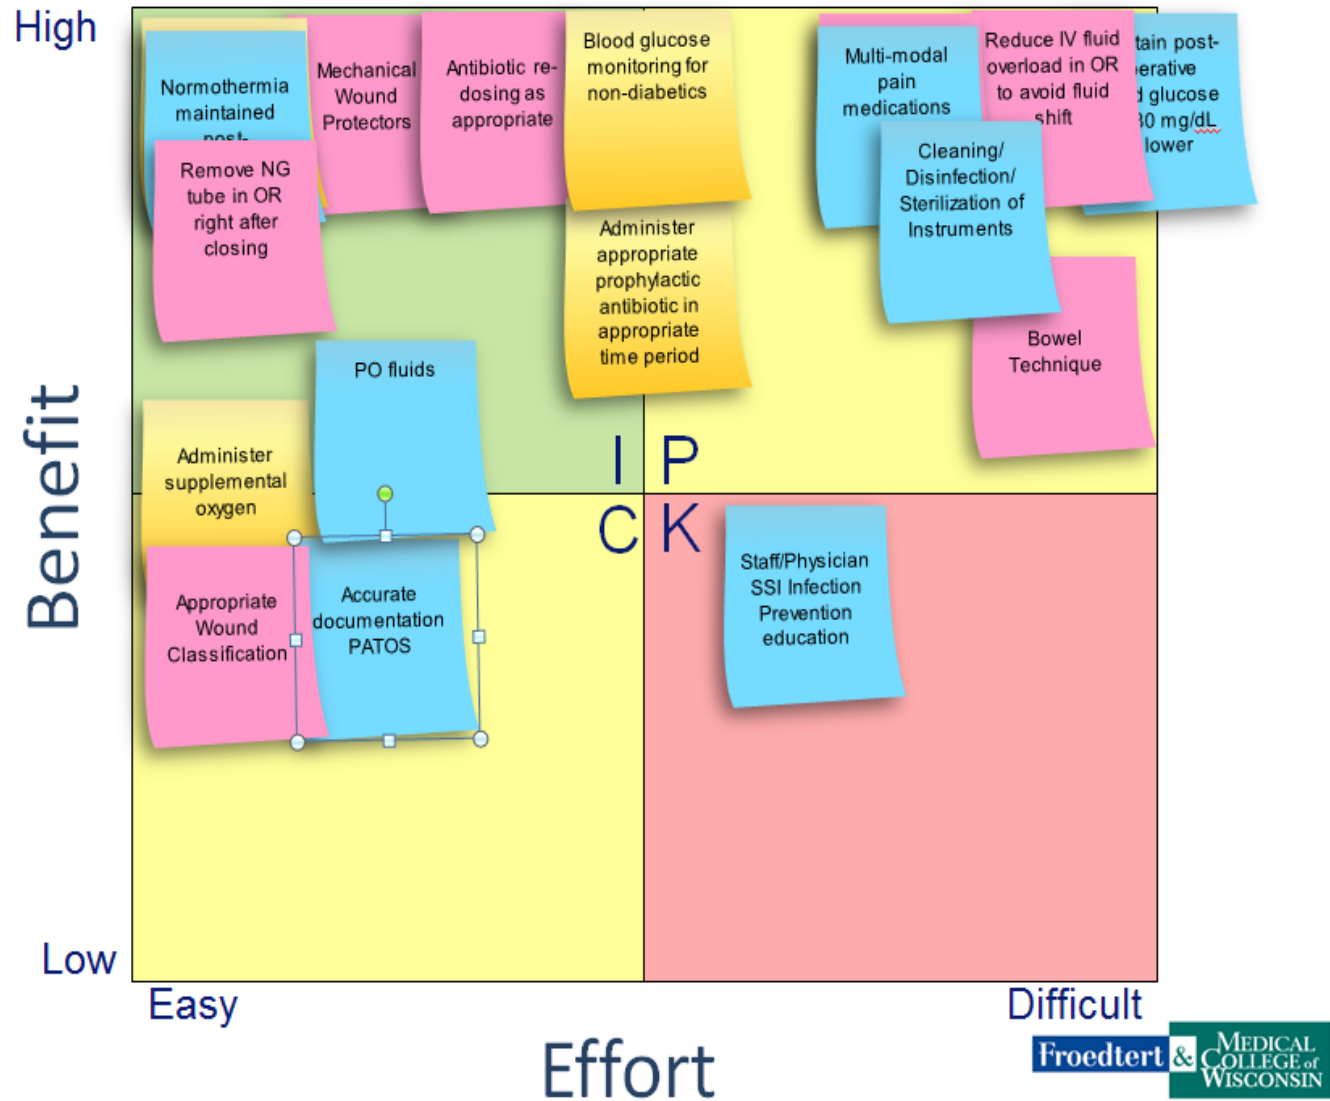 High
Normothermia
maintained
post-
Remove NG
tube in OR
right after
closing
Mechanical
Wound
Protectors
Antibiotic re-
dosing as
appropriate
Blood glucose
monitoring for
non-diabetics
Administer
appropriate
prophylactic
antibiotic in
appropriate
time period
Multi-modal
pain
medications
Reduce IV fluid
overload in OR
to avoid fluid
shift
tain post-
erative
d glucose
80 mg/dL
lower
Cleaning/
Disinfection/
Sterilization of
Instruments
Bowel
Technique
PO fluids
Administer
supplemental
oxygen
I P
C K
Benefit
Appropriate
Wound
Classification
Accurate
documentation
PATOS
Staff/Physician
SSI Infection
Prevention
education
Low
Easy
Difficult
Effort
Froedtert & MEDICAL
COLLEGE of
WISCONSIN